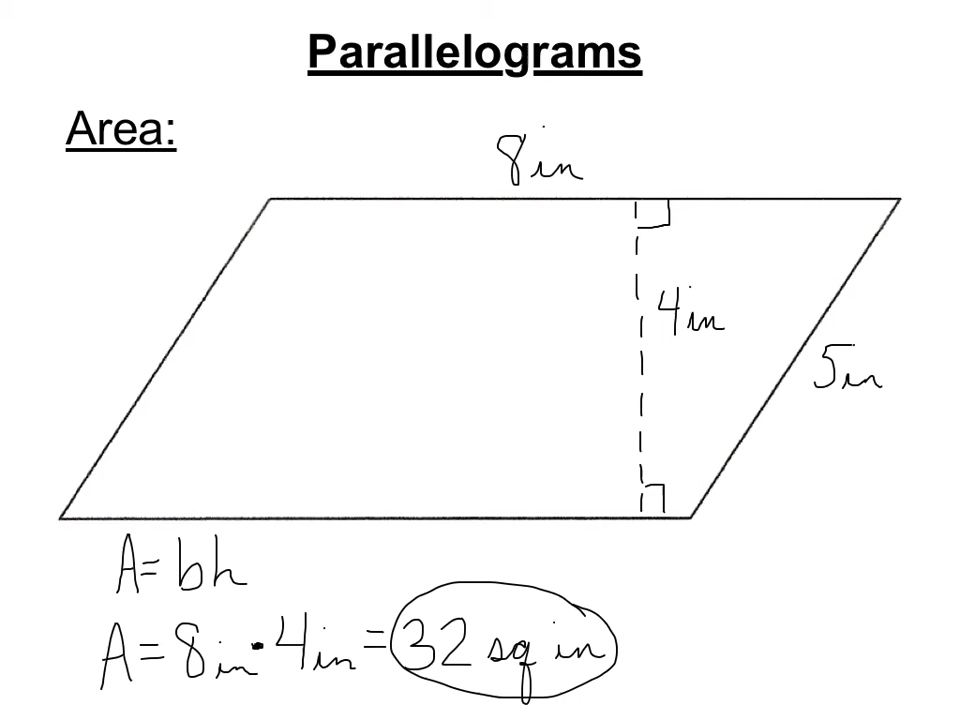 Parallelograms
Area:
8in
4in
5in
A = bh
A = 8in · 4in = 32 sq in